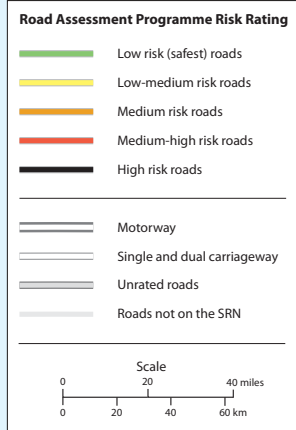 Road Assessment Programme Risk Rating
Low risk (safest) roads
Low-medium risk roads
Medium risk roads
Medium-high risk roads
High risk roads
Motorway
Single and dual carriageway
Unrated roads
Roads not on the SRN
Scale
0 20 40 miles
0 20 40 60 km